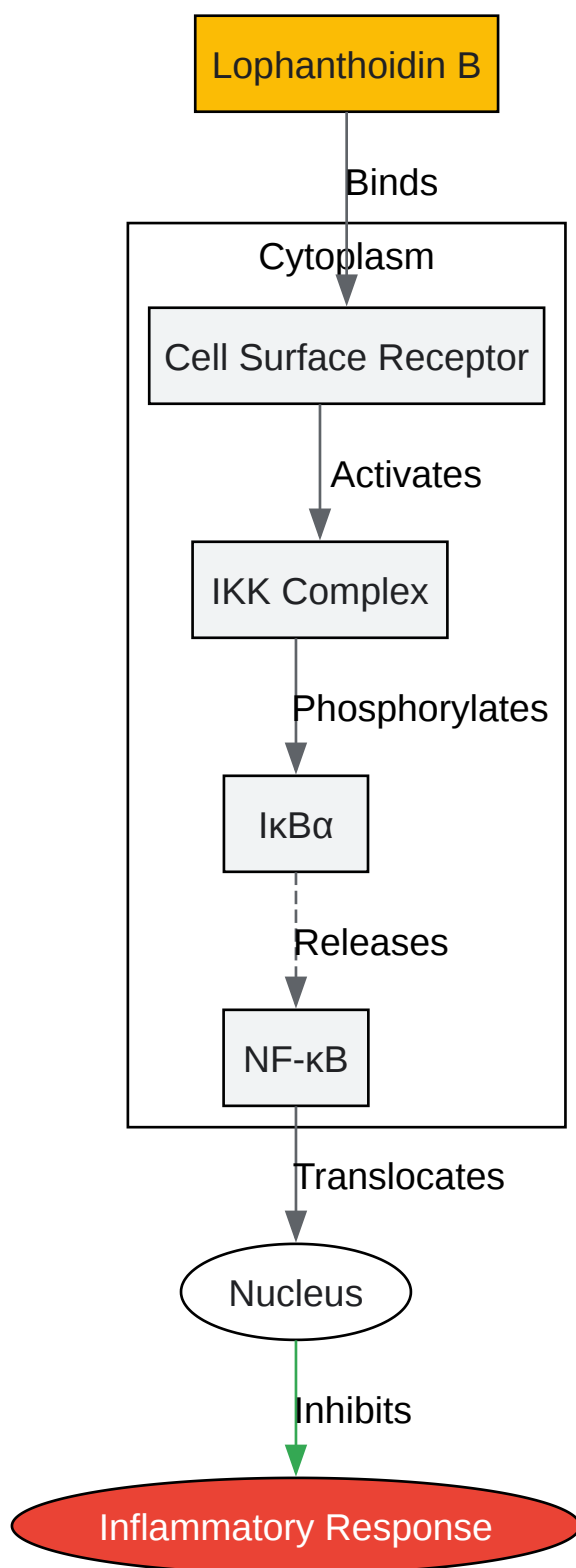 Lophanthoidin B
Binds
Cytoplasm
Cell Surface Receptor
Activates
IKK Complex
Phosphorylates
IκBα
Releases
NF-κB
Translocates
Nucleus
Inhibits
Inflammatory Response